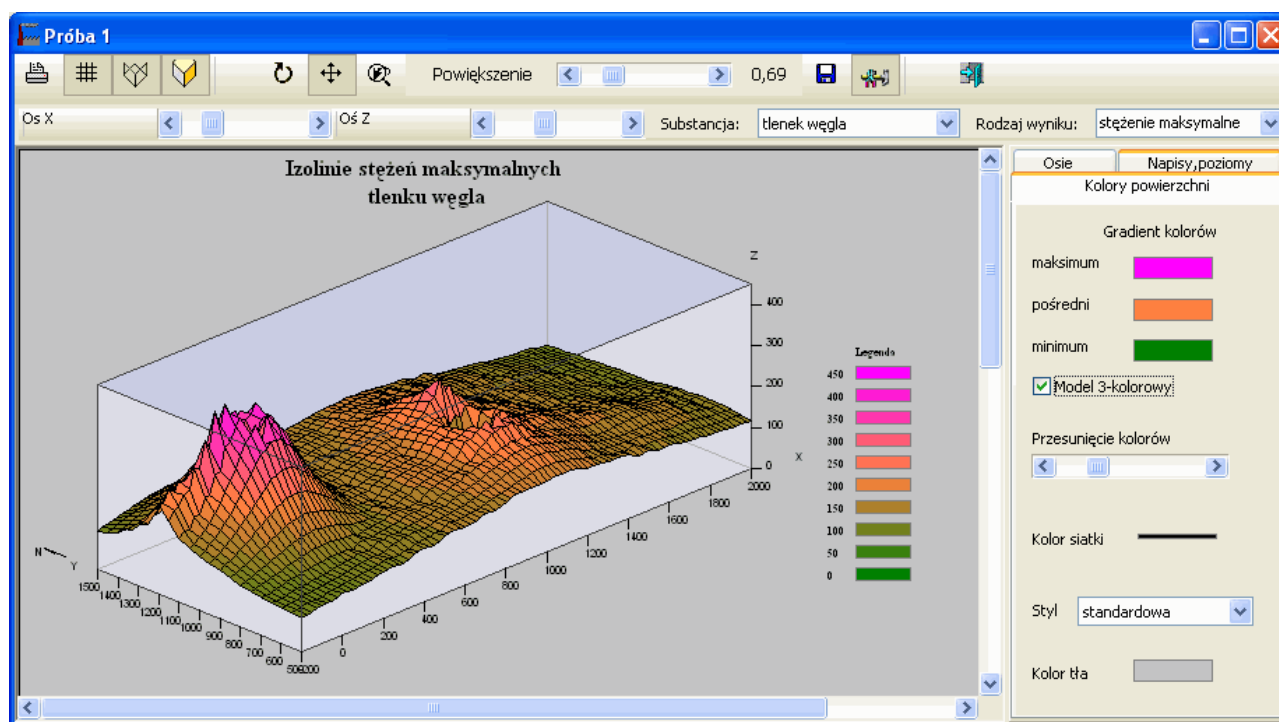 Próba 1
Powiększenie 0,69
Os X Oś Z Substancja: tlenek węgla Rodzaj wyniku: stężenie maksymalne
Izolinie stężeń maksymalnych
tlenku węgla
Z
400
300
200
100
0
X
2000
1800
1600
1400
1200
1000
800
600
400
200
0
N
Y
1500
1400
1300
1200
1100
1000
900
800
700
600
500
-200
Legenda
450
400
350
300
250
200
150
100
50
0
Osie Napisy,poziomy
Kolory powierzchni
Gradient kolorów
maksimum
pośredni
minimum
Model 3-kolorowy
Przesunięcie kolorów
Kolor siatki
Styl standardowa
Kolor tła